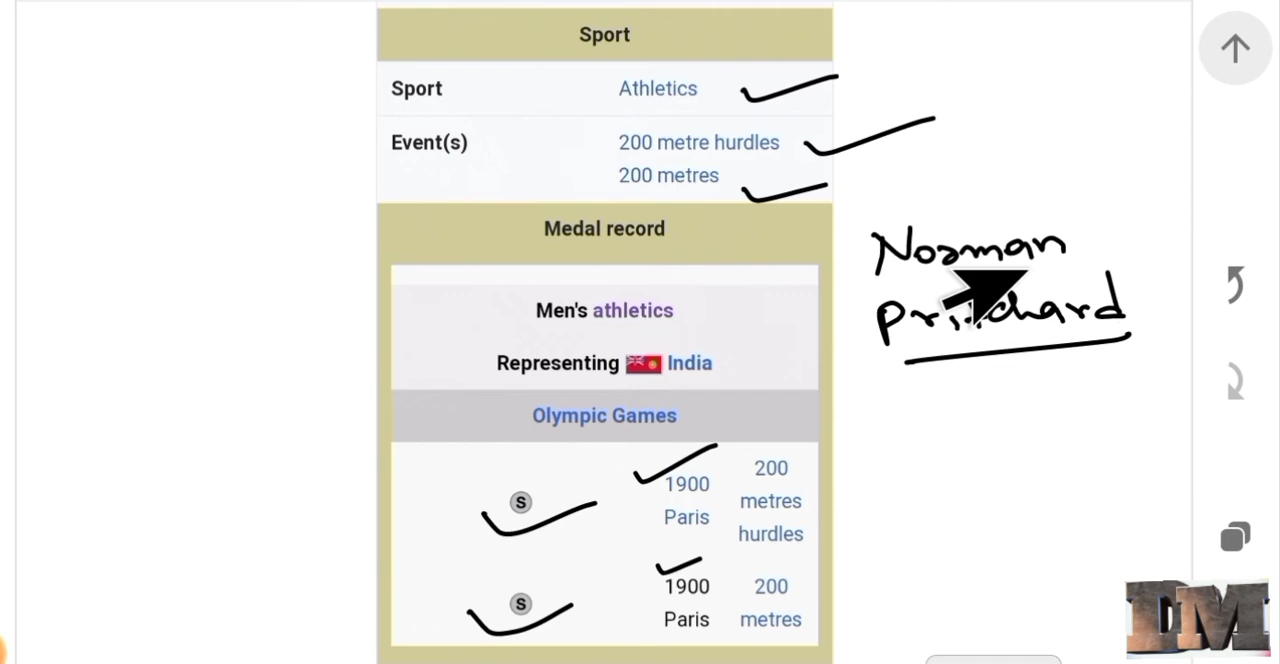 Sport
Sport Athletics
Event(s) 200 metre hurdles
200 metres
Medal record
Norman
Pritchard
Men's athletics
Representing India
Olympic Games
S 1900 Paris 200 metres hurdles
S 1900 Paris 200 metres
DM